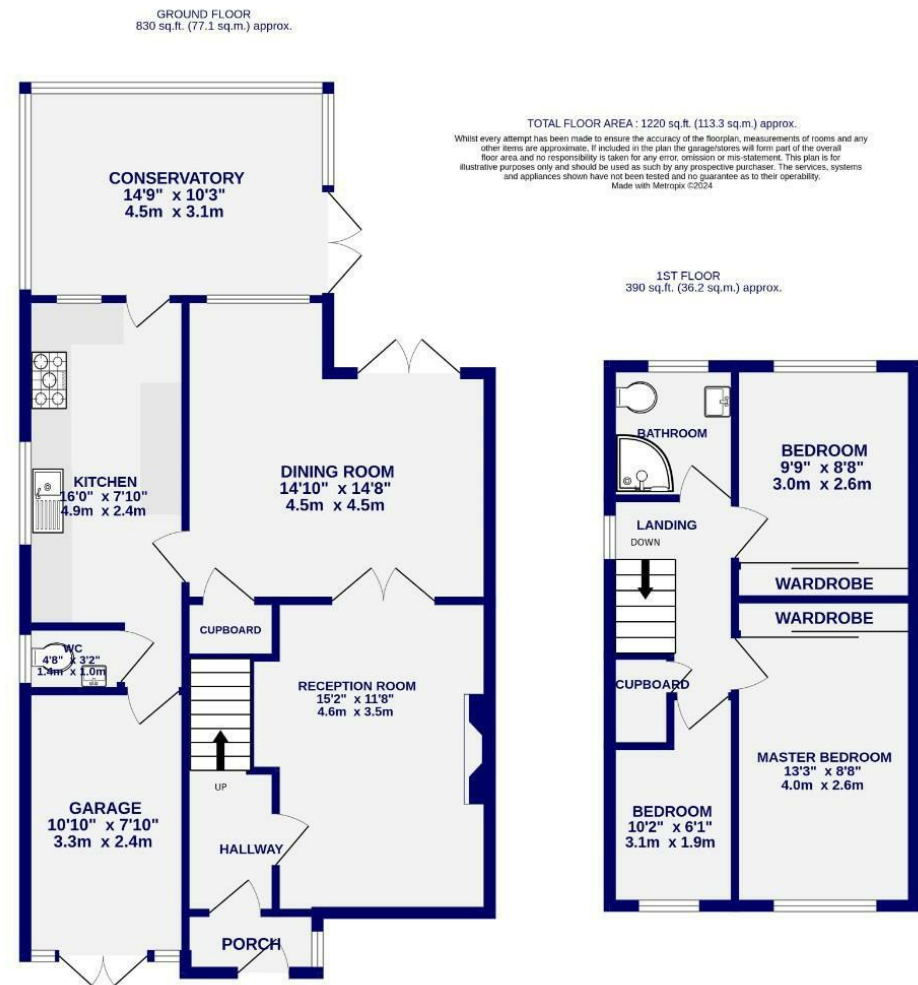 GROUND FLOOR
830 sq.ft. (77.1 sq.m.) approx.
TOTAL FLOOR AREA : 1220 sq.ft. (113.3 sq.m.) approx.
Whilst every attempt has been made to ensure the accuracy of the floorplan, measurements of rooms and any
other items are approximate. If included in the plan the garage/stores will form part of the overall
floor area and no responsibility is taken for any error, omission or mis-statement. This plan is for
illustrative purposes only and should be used as such by any prospective purchaser. The services, systems
and appliances shown have not been tested and no guarantee as to their operability.
Made with Metropix ©2024
CONSERVATORY
14'9" x 10'3"
4.5m x 3.1m
1ST FLOOR
390 sq.ft. (36.2 sq.m.) approx.
KITCHEN
16'0" x 7'10"
4.9m x 2.4m
DINING ROOM
14'10" x 14'8"
4.5m x 4.5m
BATHROOM
BEDROOM
9'9" x 8'8"
3.0m x 2.6m
LANDING
DOWN
WARDROBE
WARDROBE
CUPBOARD
WC
4'8" x 3'2"
1.4m x 1.0m
RECEPTION ROOM
15'2" x 11'8"
4.6m x 3.5m
CUPBOARD
MASTER BEDROOM
13'3" x 8'8"
4.0m x 2.6m
UP
GARAGE
10'10" x 7'10"
3.3m x 2.4m
BEDROOM
10'2" x 6'1"
3.1m x 1.9m
HALLWAY
PORCH